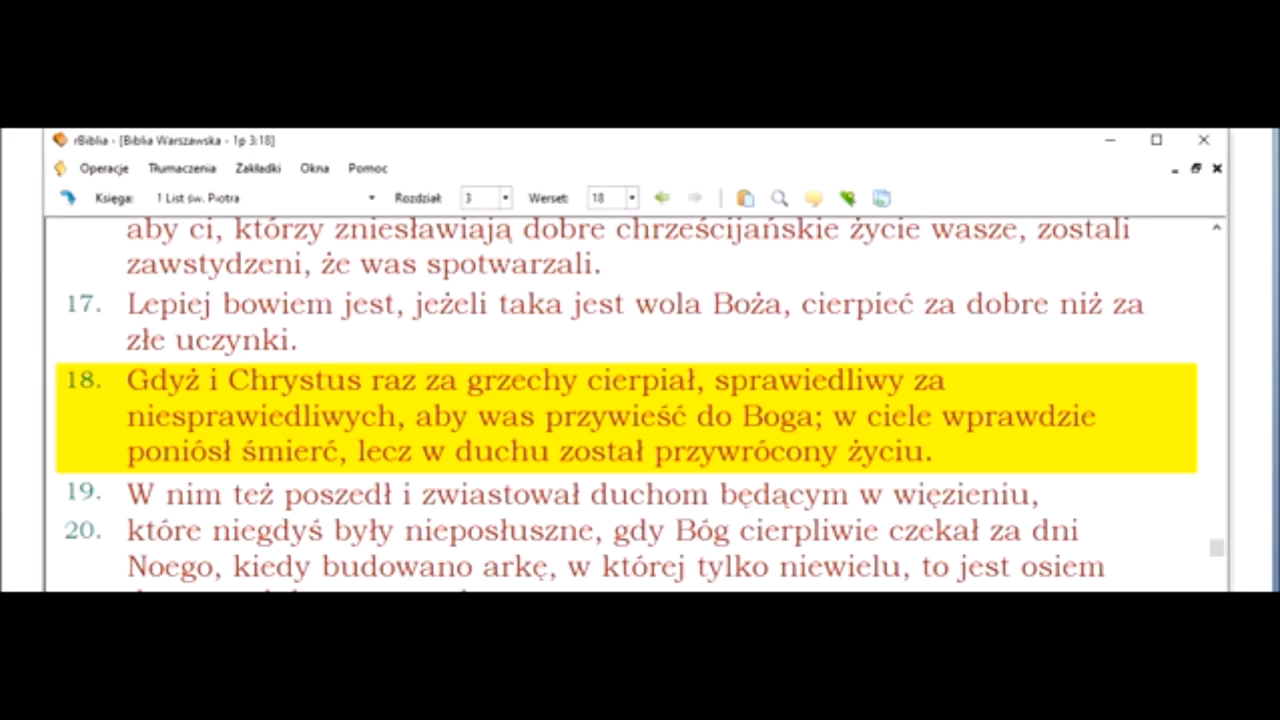 rBiblia - [Biblia Warszawska - 1p 3:18]
Operacje Tłumaczenia Zakładki Okna Pomoc
Księga: 1 List św. Piotra Rozdział 3 Werset: 18
aby ci, którzy zniesławiają dobre chrześcijańskie życie wasze, zostali
zawstydzeni, że was spotwarzali.
17. Lepiej bowiem jest, jeżeli taka jest wola Boża, cierpieć za dobre niż za
złe uczynki.
18. Gdyż i Chrystus raz za grzechy cierpiał, sprawiedliwy za
niesprawiedliwych, aby was przywieść do Boga; w ciele wprawdzie
poniósł śmierć, lecz w duchu został przywrócony życiu.
19. W nim też poszedł i zwiastował duchom będącym w więzieniu,
20. które niegdyś były nieposłuszne, gdy Bóg cierpliwie czekał za dni
Noego, kiedy budowano arkę, w której tylko niewielu, to jest osiem